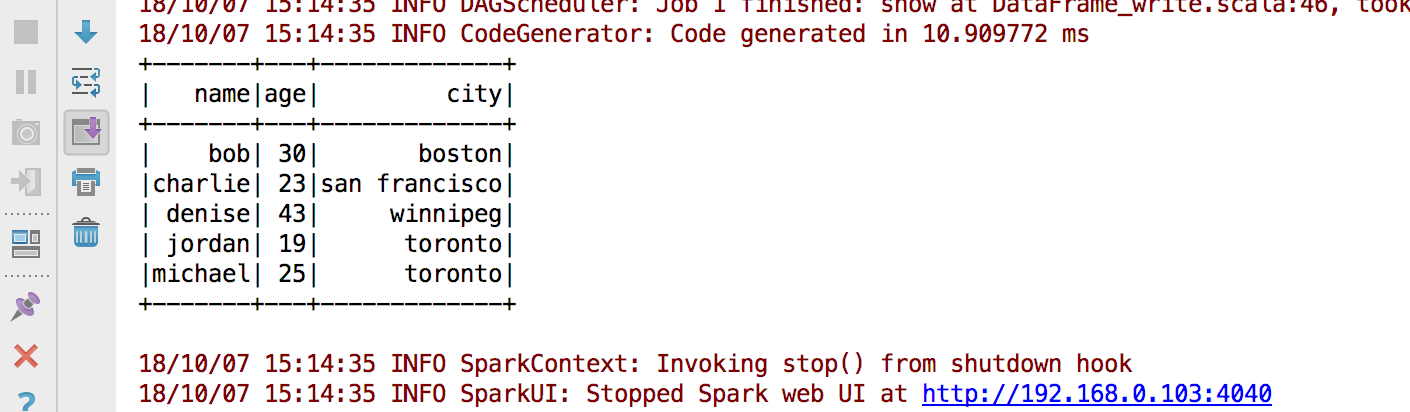 18/10/07 15:14:35 INFO DAGScheduler: Job 1 finished: show at DataFrame_write.scala:46, took
18/10/07 15:14:35 INFO CodeGenerator: Code generated in 10.909772 ms
+-------+---+-------------+
|   name|age|         city|
+-------+---+-------------+
|    bob| 30|       boston|
|charlie| 23|san francisco|
| denise| 43|     winnipeg|
| jordan| 19|      toronto|
|michael| 25|      toronto|
+-------+---+-------------+
18/10/07 15:14:35 INFO SparkContext: Invoking stop() from shutdown hook
18/10/07 15:14:35 INFO SparkUI: Stopped Spark web UI at http://192.168.0.103:4040